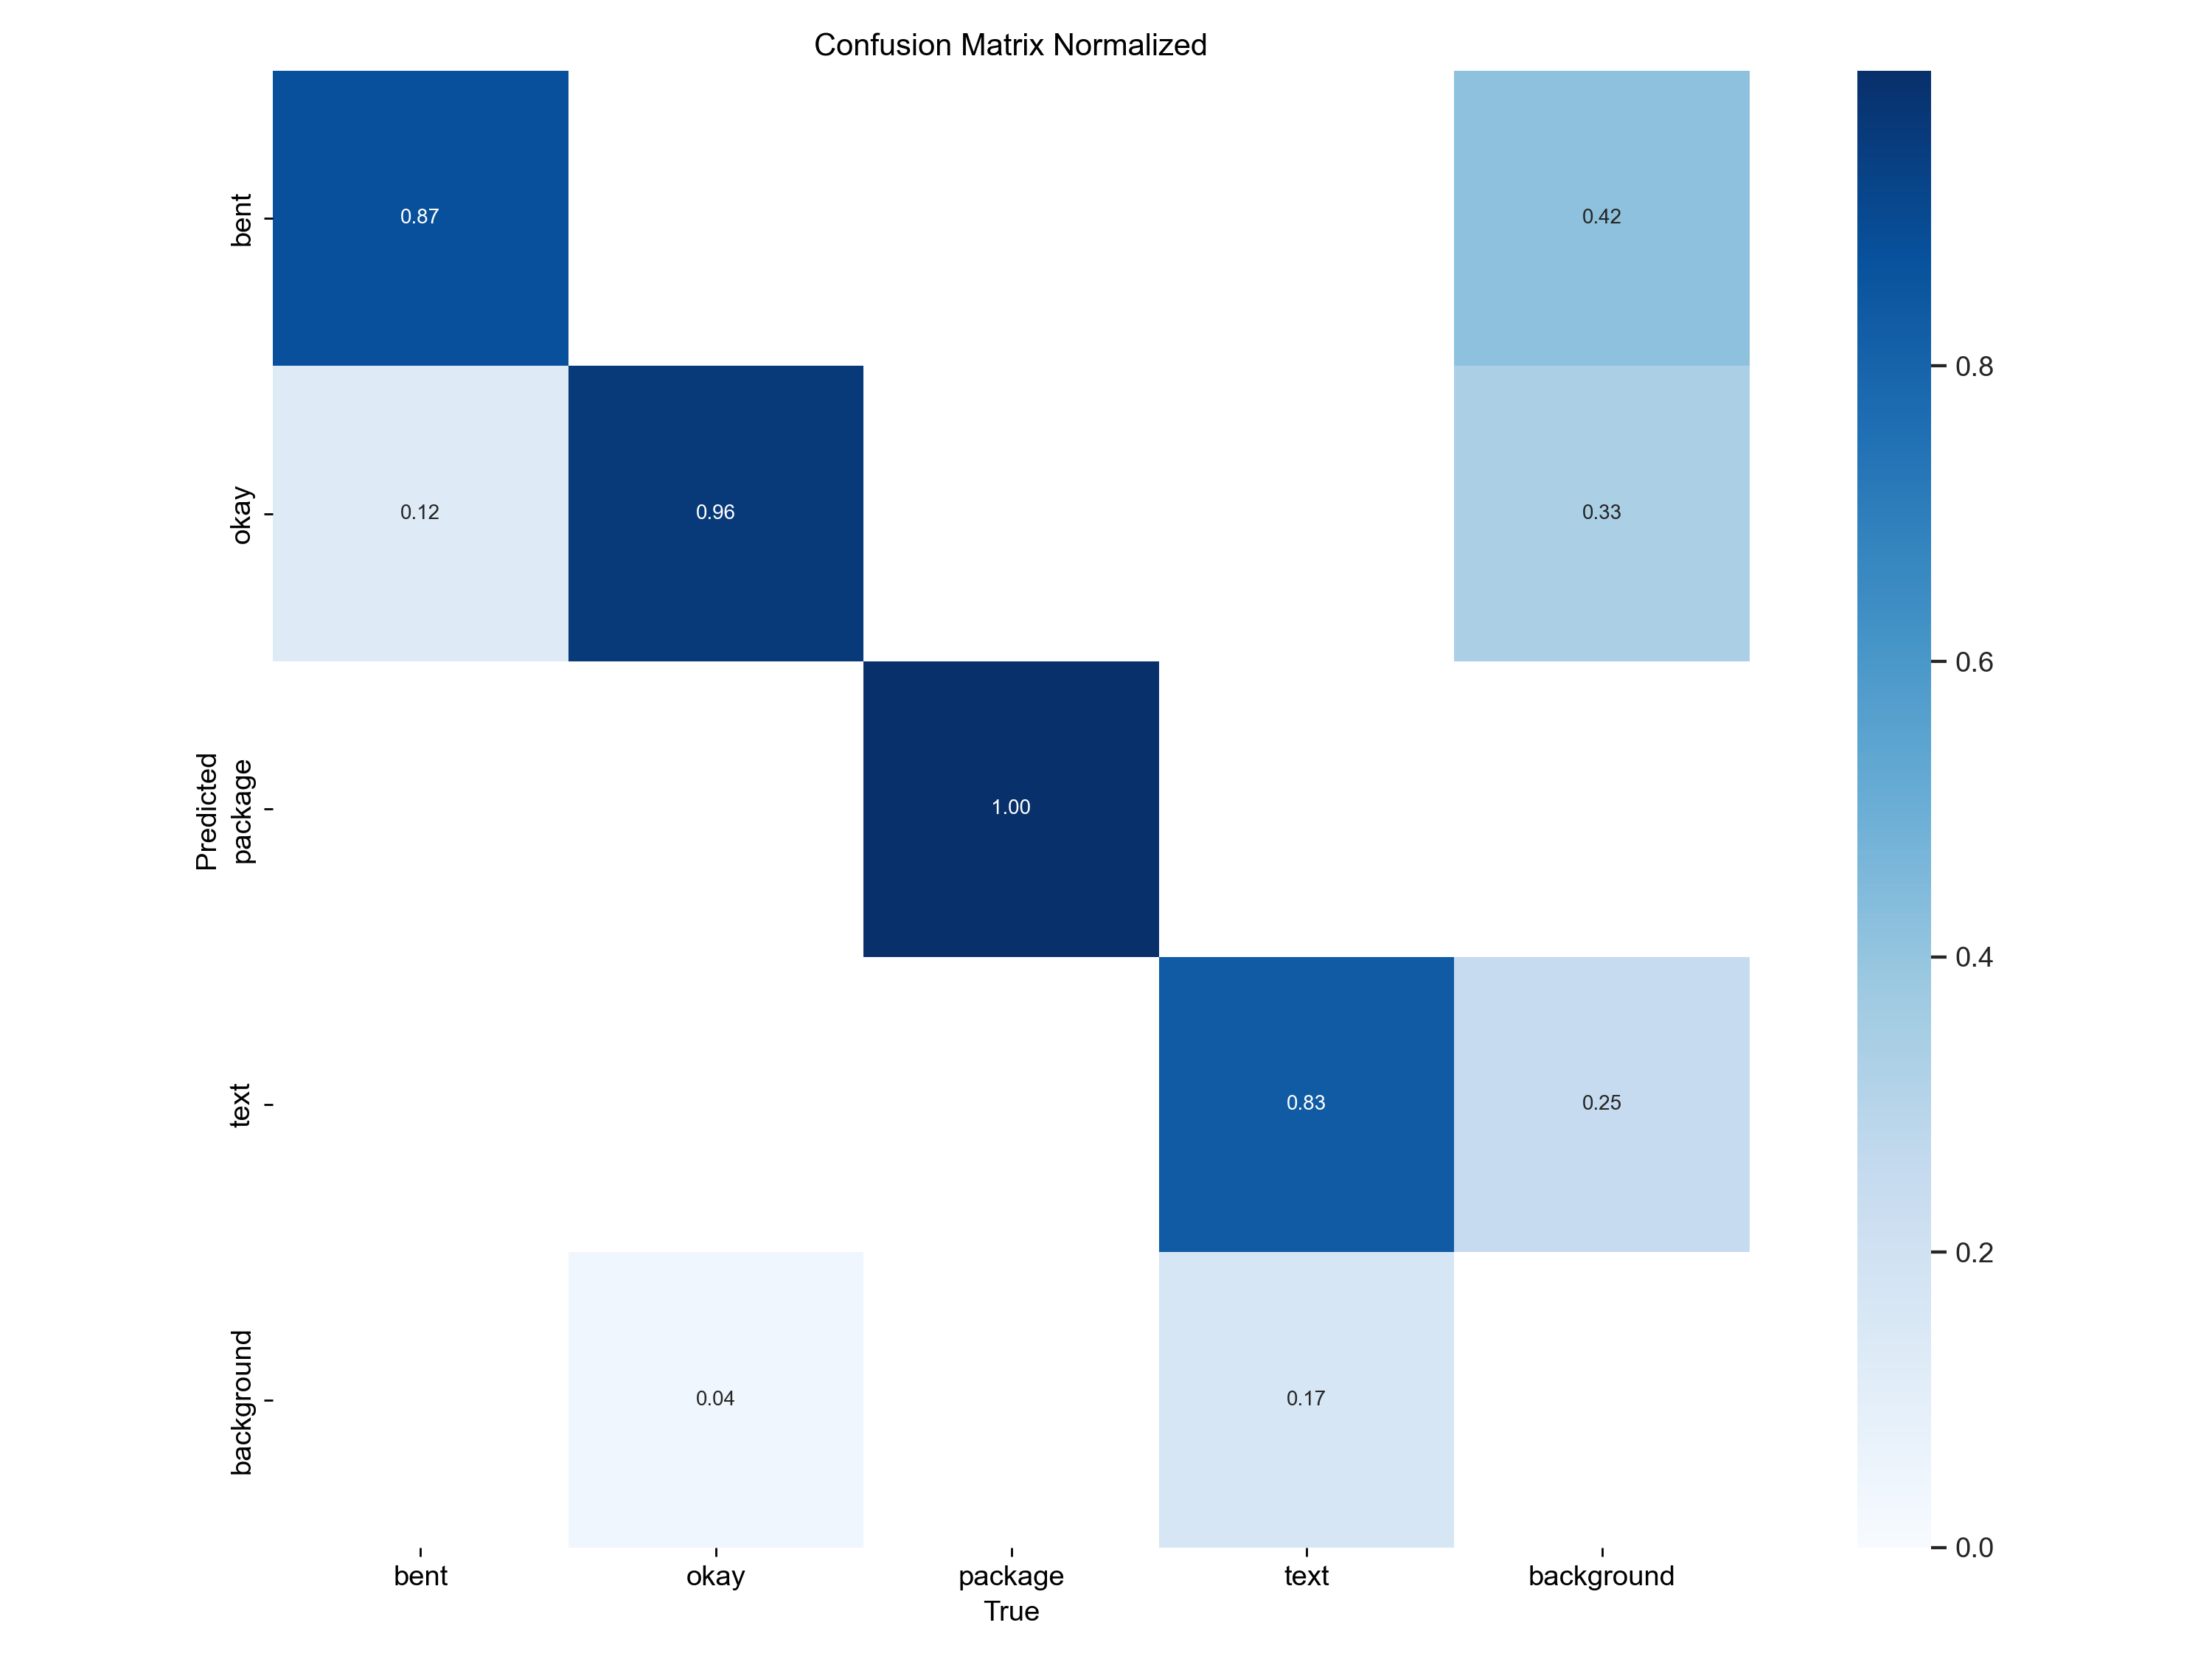 Confusion Matrix Normalized
bent
0.87
0.42
okay
0.12
0.96
0.33
Predicted
package
1.00
text
0.83
0.25
background
0.04
0.17
bent
okay
package
text
background
True
0.8
0.6
0.4
0.2
0.0